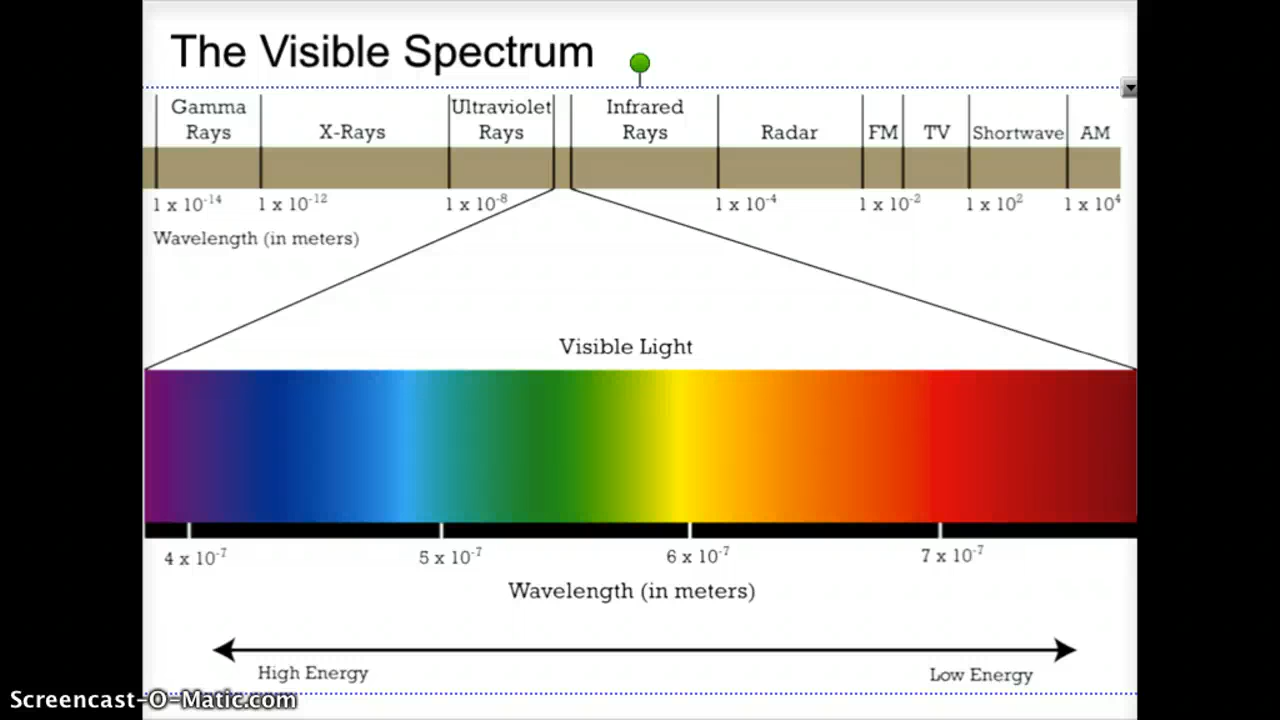 The Visible Spectrum
Gamma Rays
X-Rays
Ultraviolet Rays
Infrared Rays
Radar
FM
TV
Shortwave
AM
1 x 10⁻¹⁴ 1 x 10⁻¹² 1 x 10⁻⁸ 1 x 10⁻⁴ 1 x 10⁻² 1 x 10² 1 x 10⁴
Wavelength (in meters)
Visible Light
4 x 10⁻⁷ 5 x 10⁻⁷ 6 x 10⁻⁷ 7 x 10⁻⁷
Wavelength (in meters)
High Energy Low Energy
Screencast-O-Matic.com